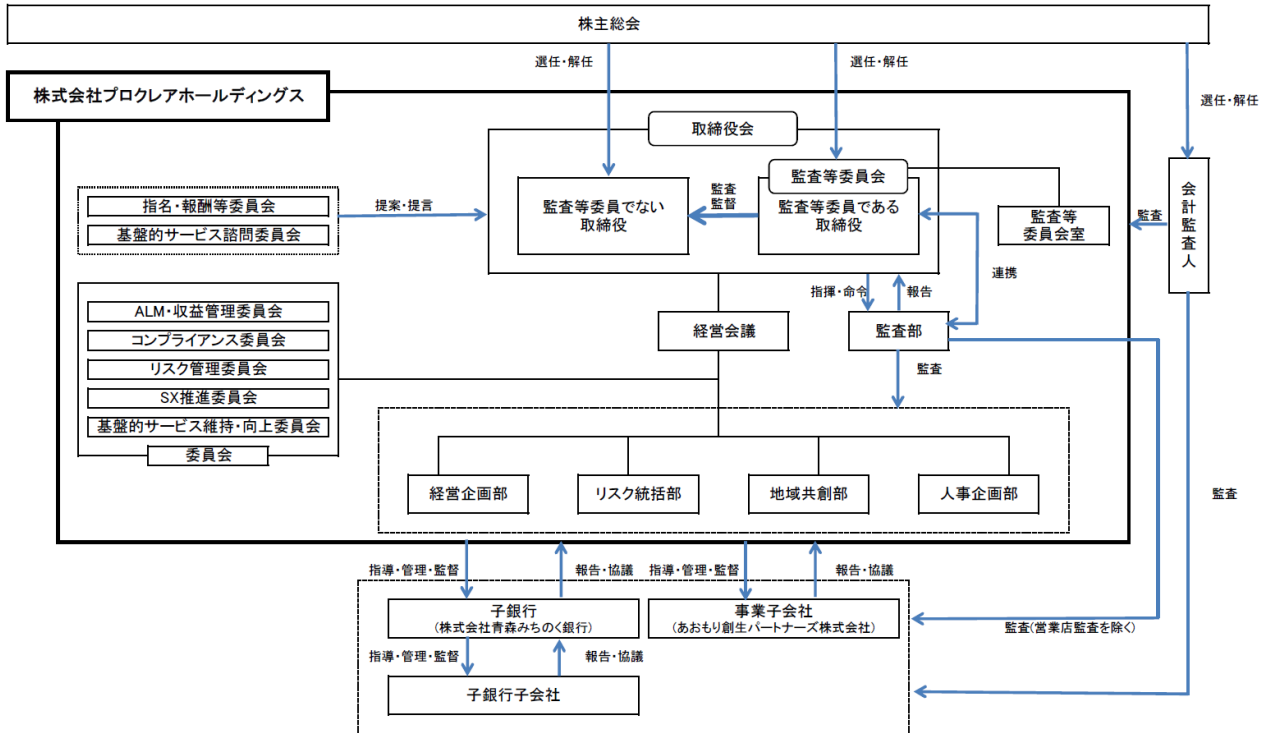 株主総会
選任・解任
選任・解任
選任・解任
株式会社プロクレアホールディングス
取締役会
監査等委員会
監査等委員でない
取締役
監査
監督
監査等委員である
取締役
指名・報酬等委員会
基盤的サービス諮問委員会
提案・提言
監査等
委員会室
監査
会計監査人
連携
指揮・命令
報告
ALM・収益管理委員会
コンプライアンス委員会
リスク管理委員会
SX推進委員会
基盤的サービス維持・向上委員会
委員会
経営会議
監査部
監査
経営企画部
リスク統括部
地域共創部
人事企画部
監査
指導・管理・監督
報告・協議
指導・管理・監督
報告・協議
子銀行
(株式会社青森みちのく銀行)
事業子会社
(あおもり創生パートナーズ株式会社)
監査(営業店監査を除く)
指導・管理・監督
報告・協議
子銀行子会社